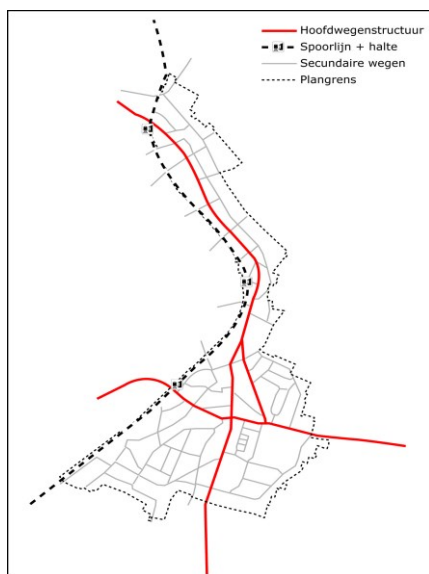 Hoofdwegenstructuur
Spoorlijn + halte
Secundaire wegen
Plangrens